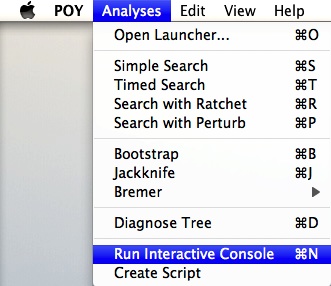 POY Analyses Edit View Help
Open Launcher... ⌘O
Simple Search ⌘S
Timed Search ⌘T
Search with Ratchet ⌘R
Search with Perturb ⌘P
Bootstrap ⌘B
Jackknife ⌘J
Bremer
Diagnose Tree ⌘D
Run Interactive Console ⌘N
Create Script